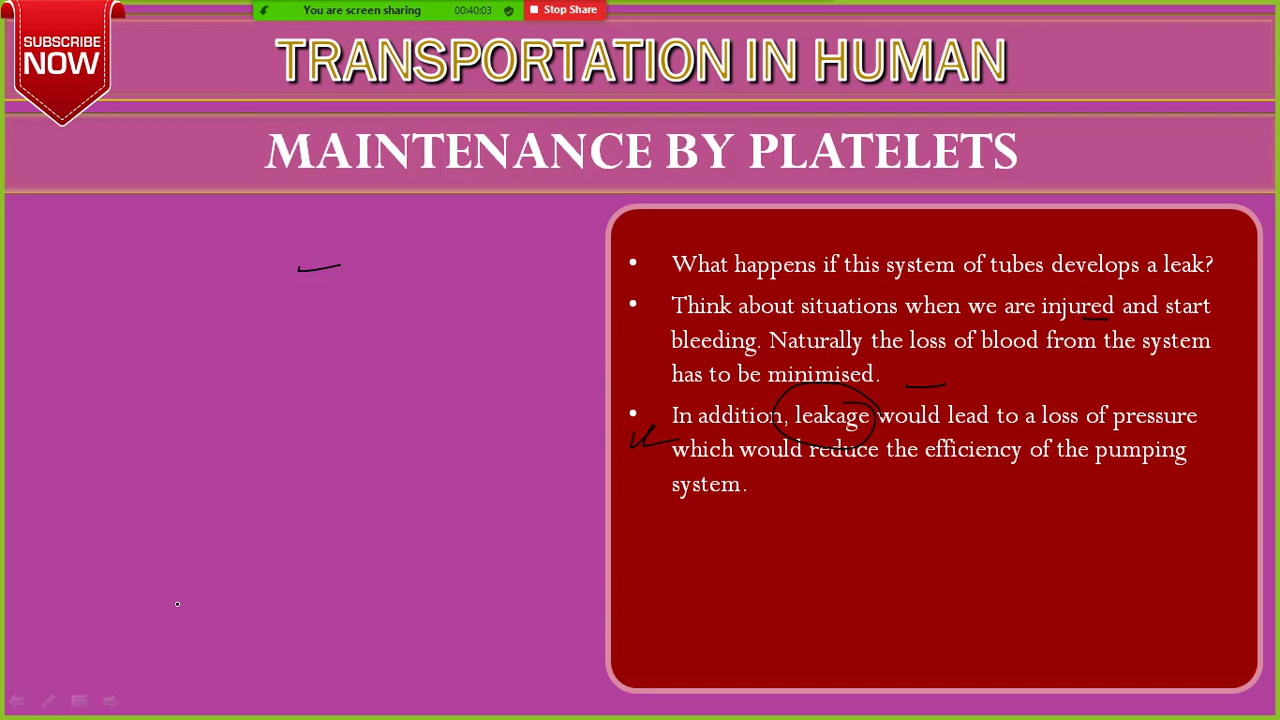 You are screen sharing
00:40:03
Stop Share
SUBSCRIBE
NOW
TRANSPORTATION IN HUMAN
MAINTENANCE BY PLATELETS
• What happens if this system of tubes develops a leak?
• Think about situations when we are injured and start
bleeding. Naturally the loss of blood from the system
has to be minimised.
• In addition, leakage would lead to a loss of pressure
which would reduce the efficiency of the pumping
system.